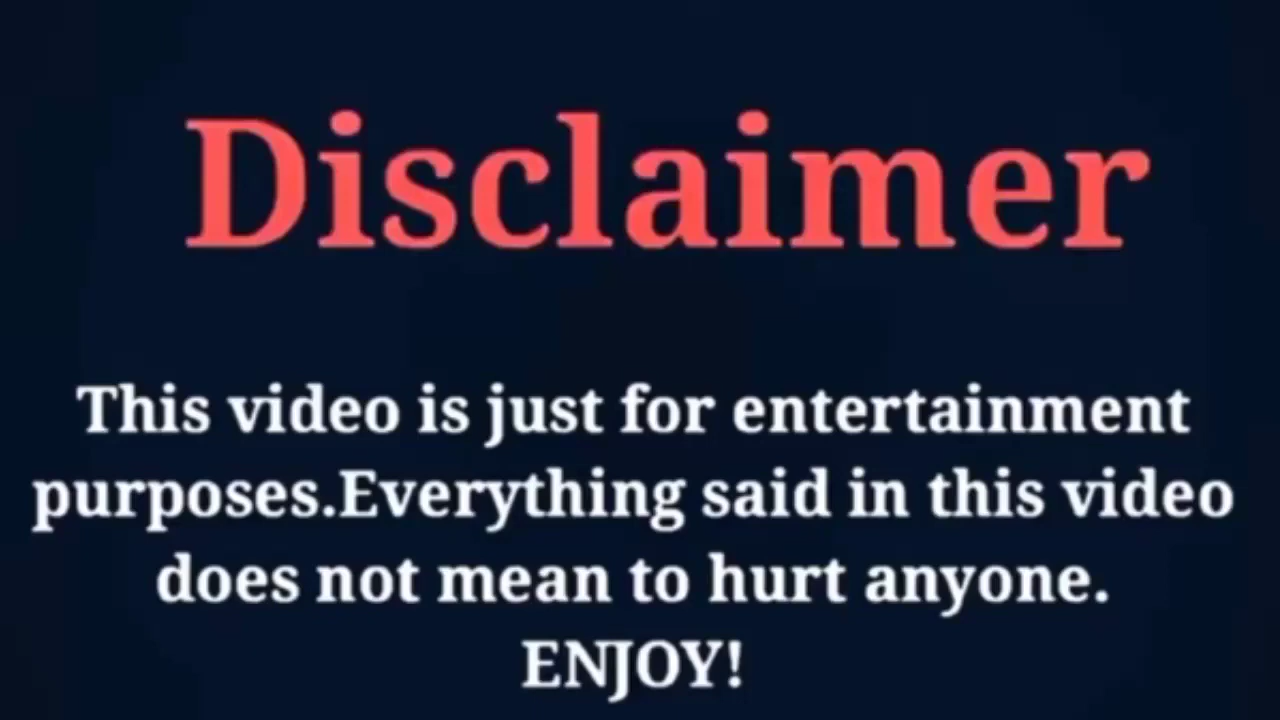 Disclaimer
This video is just for entertainment
purposes.Everything said in this video
does not mean to hurt anyone.
ENJOY!